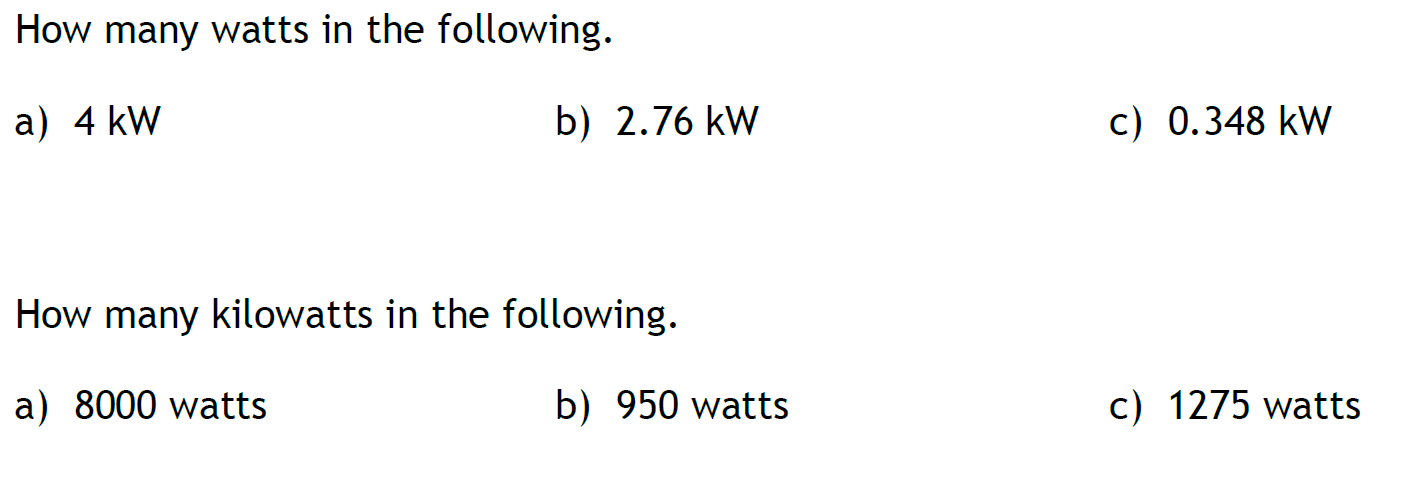 How many watts in the following.
a) 4 kW b) 2.76 kW c) 0.348 kW
How many kilowatts in the following.
a) 8000 watts b) 950 watts c) 1275 watts